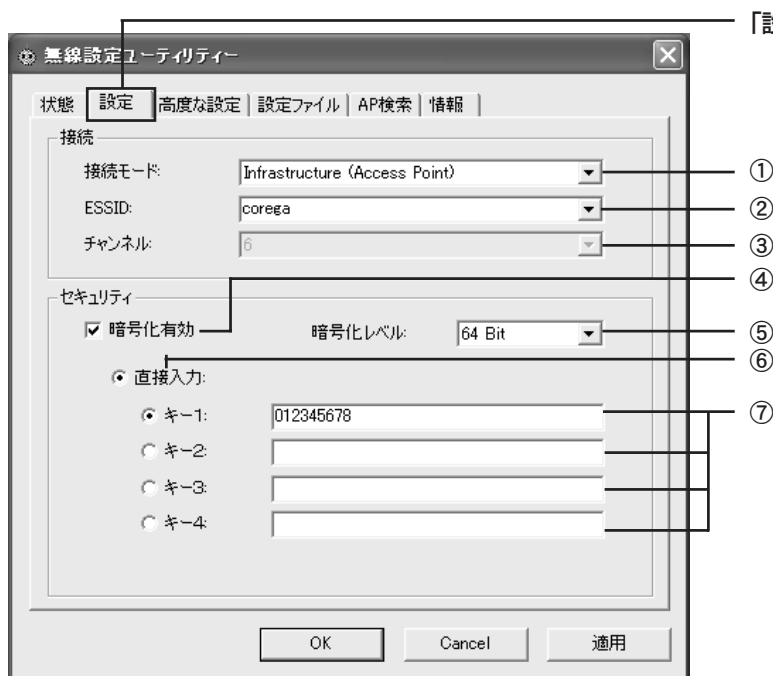 「設
無線設定ユーティリティー
状態 設定 高度な設定 設定ファイル AP検索 情報
接続
接続モード: Infrastructure (Access Point) ①
ESSID: corega ②
チャンネル: 6 ③
④
セキュリティ
暗号化有効 暗号化レベル: 64 Bit ⑤
⑥
直接入力:
キー1: 012345678 ⑦
キー2:
キー3:
キー4:
OK Cancel 適用